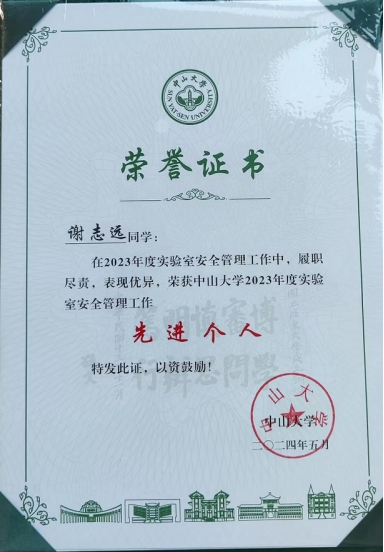 中山大学
SUN YAT-SEN UNIVERSITY
荣誉证书
谢志远同学：
在2023年度实验室安全管理工作中，履职
尽责，表现优异，荣获中山大学2023年度实验
室安全管理工作
先进个人
特发此证，以资鼓励！
中山大学
中山大学
二〇二四年五月